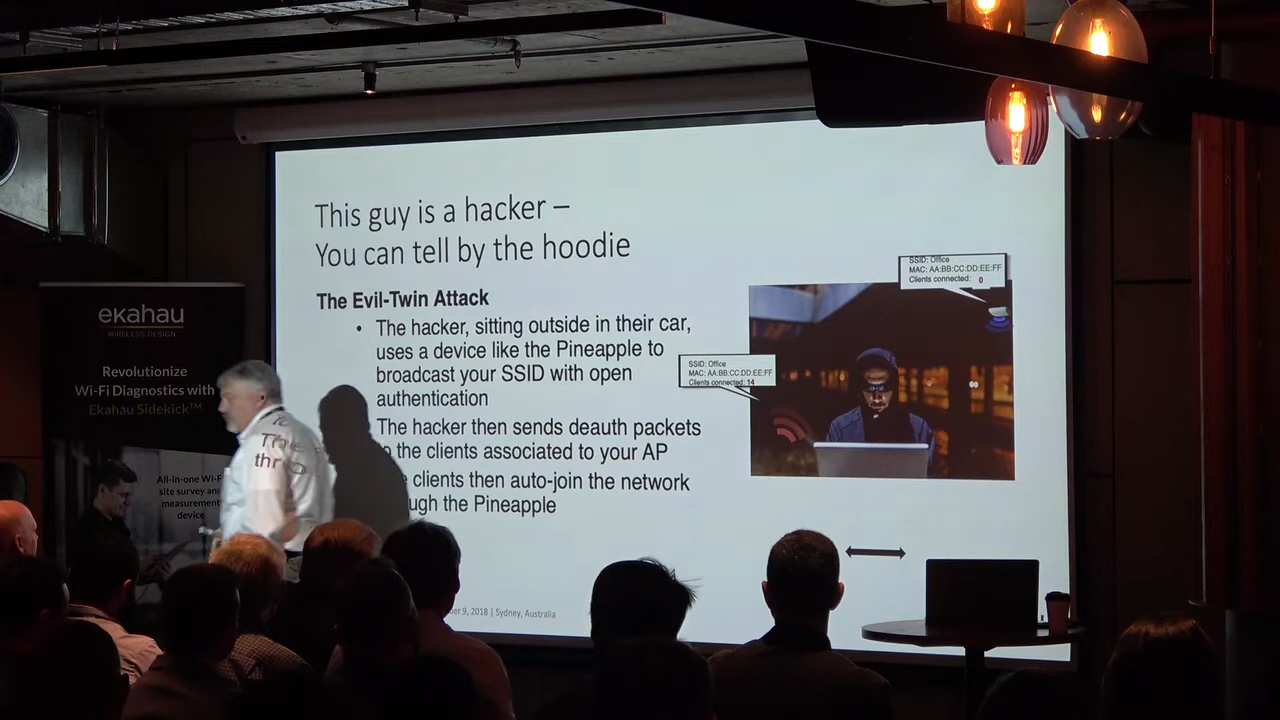 This guy is a hacker –
You can tell by the hoodie
The Evil-Twin Attack
• The hacker, sitting outside in their car,
uses a device like the Pineapple to
broadcast your SSID with open
authentication
The hacker then sends deauth packets
the clients associated to your AP
clients then auto-join the network
ugh the Pineapple
SSID: Office
MAC: AA:BB:CC:DD:EE:FF
Clients connected: 0
SSID: Office
MAC: AA:BB:CC:DD:EE:FF
Clients connected: 14
er 9, 2018 | Sydney, Australia
ekahau
WIRELESS DESIGN
Revolutionize
Wi-Fi Diagnostics with
Ekahau Sidekick™
All-in-one Wi-F
site survey and
measurement
device